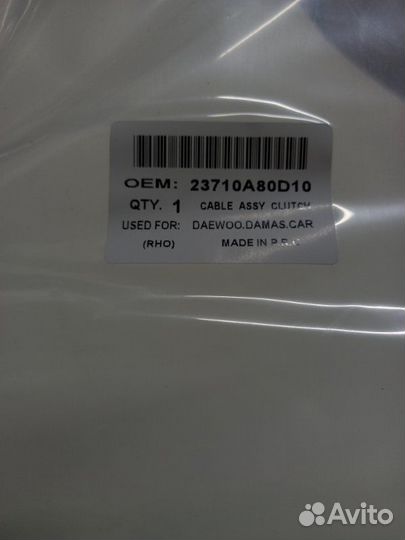 OEM: 23710A80D10
QTY. 1 CABLE ASSY CLUTCH
USED FOR: DAEWOO.DAMAS.CAR
(RHO) MADE IN P.R.C
Avito